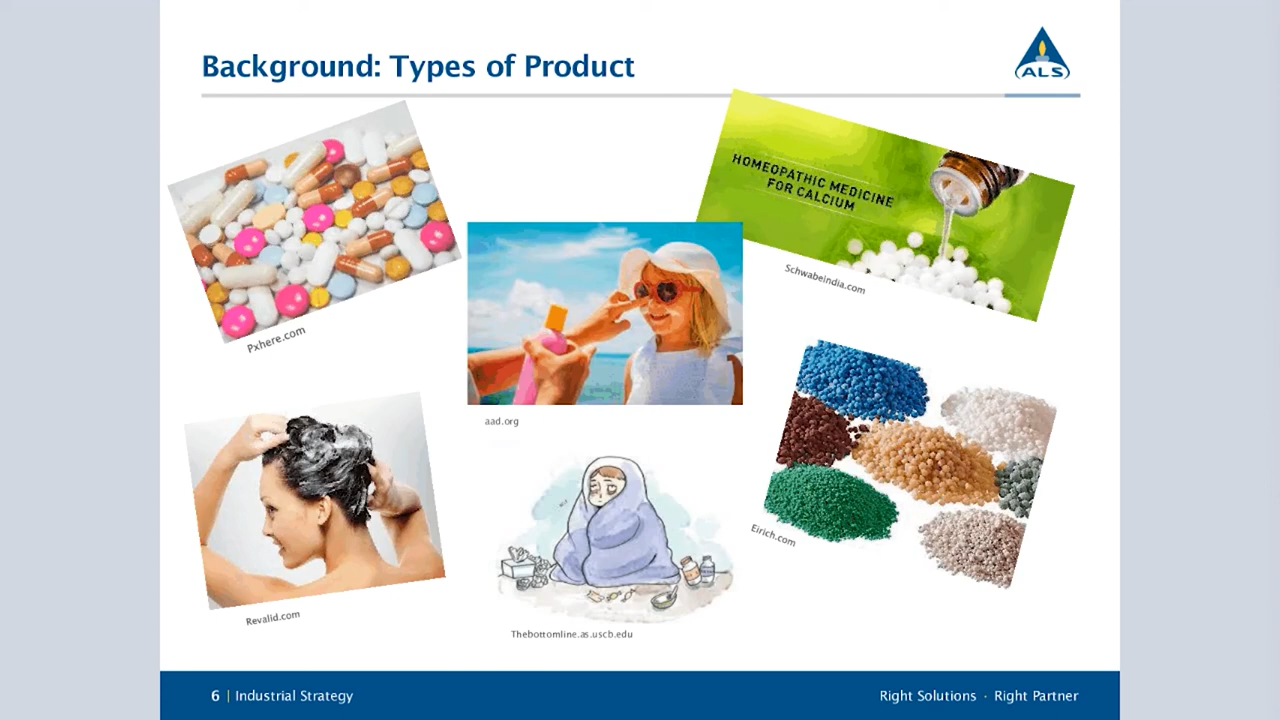 Background: Types of Product
ALS
HOMEOPATHIC MEDICINE
FOR CALCIUM
Schwabeindia.com
Pxhere.com
aad.org
Eirich.com
Revalid.com
Thebottomline.as.uscb.edu
6 | Industrial Strategy
Right Solutions · Right Partner